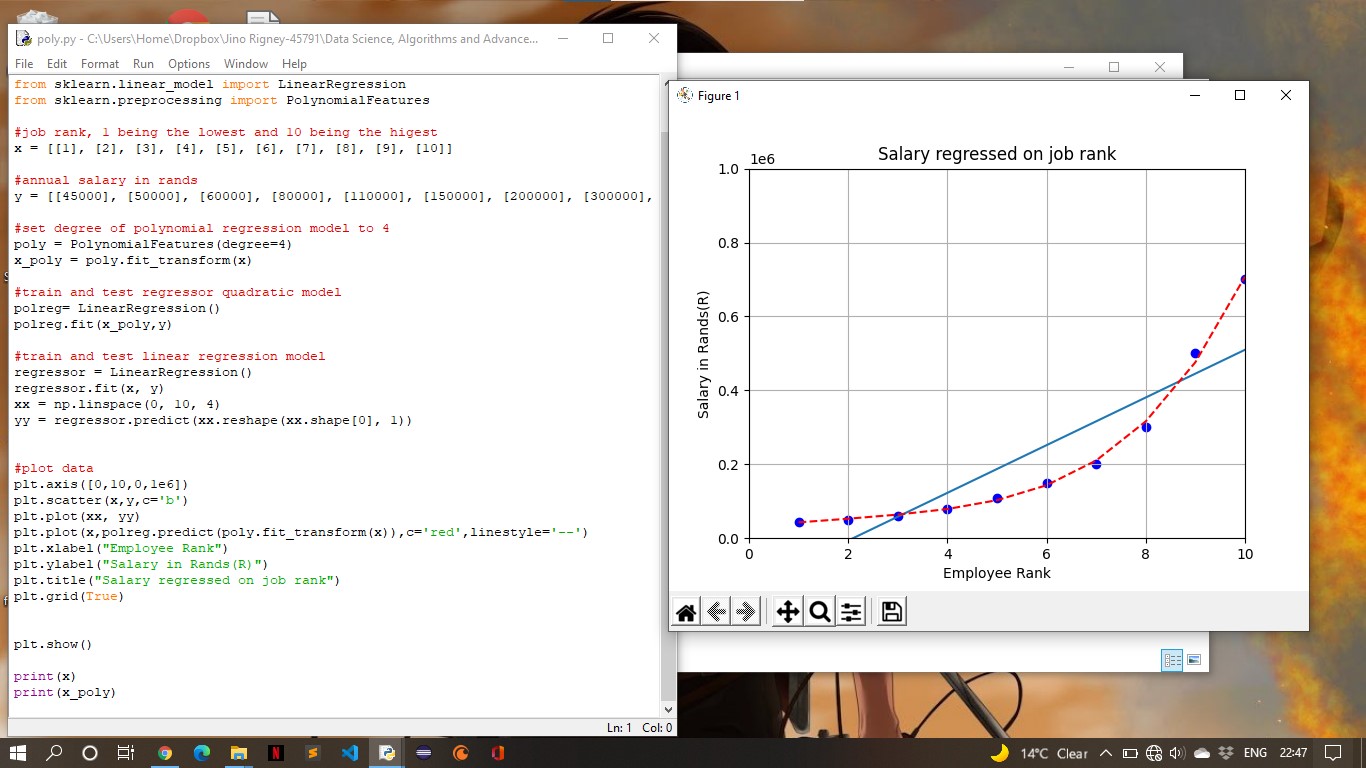 poly.py - C:\Users\Home\Dropbox\Jino Rigney-45791\Data Science, Algorithms and Advance...
File Edit Format Run Options Window Help
from sklearn.linear_model import LinearRegression
from sklearn.preprocessing import PolynomialFeatures
#job rank, 1 being the lowest and 10 being the higest
x = [[1], [2], [3], [4], [5], [6], [7], [8], [9], [10]]
#annual salary in rands
y = [[45000], [50000], [60000], [80000], [110000], [150000], [200000], [300000],
#set degree of polynomial regression model to 4
poly = PolynomialFeatures(degree=4)
x_poly = poly.fit_transform(x)
#train and test regressor quadratic model
polreg= LinearRegression()
polreg.fit(x_poly,y)
#train and test linear regression model
regressor = LinearRegression()
regressor.fit(x, y)
xx = np.linspace(0, 10, 4)
yy = regressor.predict(xx.reshape(xx.shape[0], 1))
#plot data
plt.axis([0,10,0,1e6])
plt.scatter(x,y,c='b')
plt.plot(xx, yy)
plt.plot(x,polreg.predict(poly.fit_transform(x)),c='red',linestyle='--')
plt.xlabel("Employee Rank")
plt.ylabel("Salary in Rands(R)")
plt.title("Salary regressed on job rank")
plt.grid(True)
plt.show()
print(x)
print(x_poly)
Ln: 1 Col: 0
Figure 1
Salary regressed on job rank
1e6
1.0
0.8
0.6
0.4
0.2
0.0
Salary in Rands(R)
0 2 4 6 8 10
Employee Rank
14°C Clear ENG 22:47